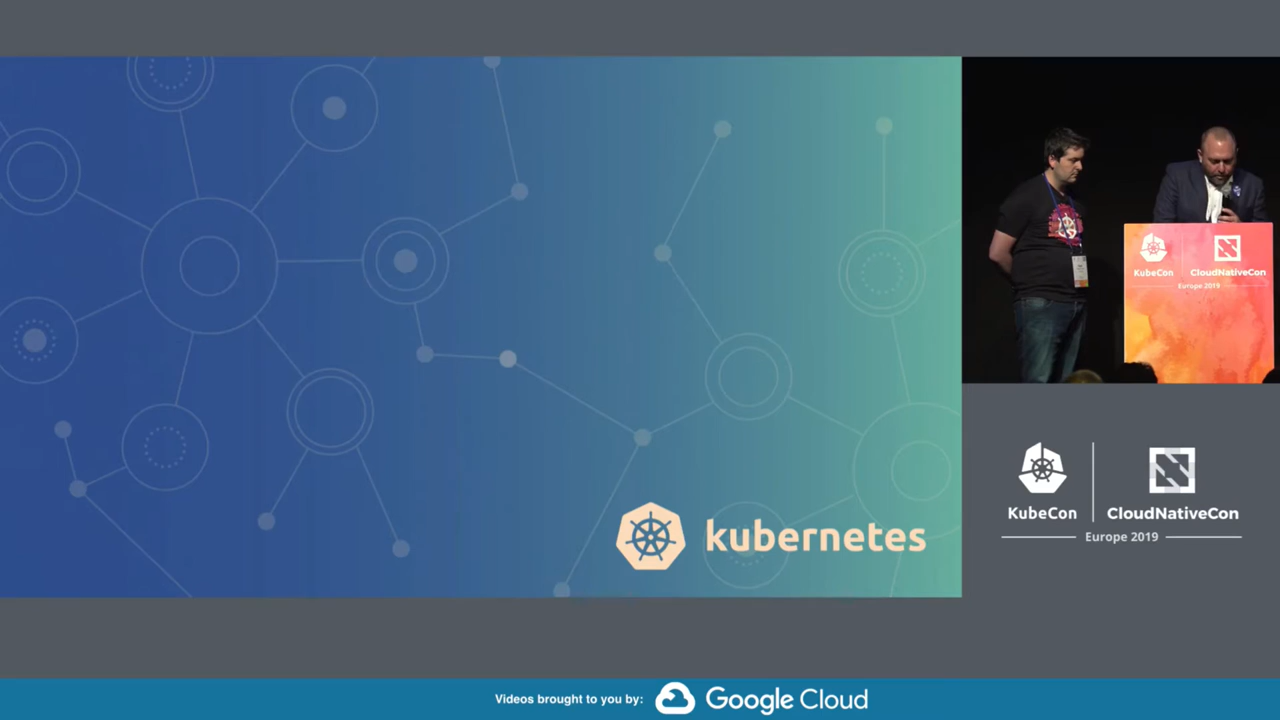 kubernetes
KubeCon
CloudNativeCon
Europe 2019
KubeCon
CloudNativeCon
Europe 2019
Videos brought to you by:
Google Cloud